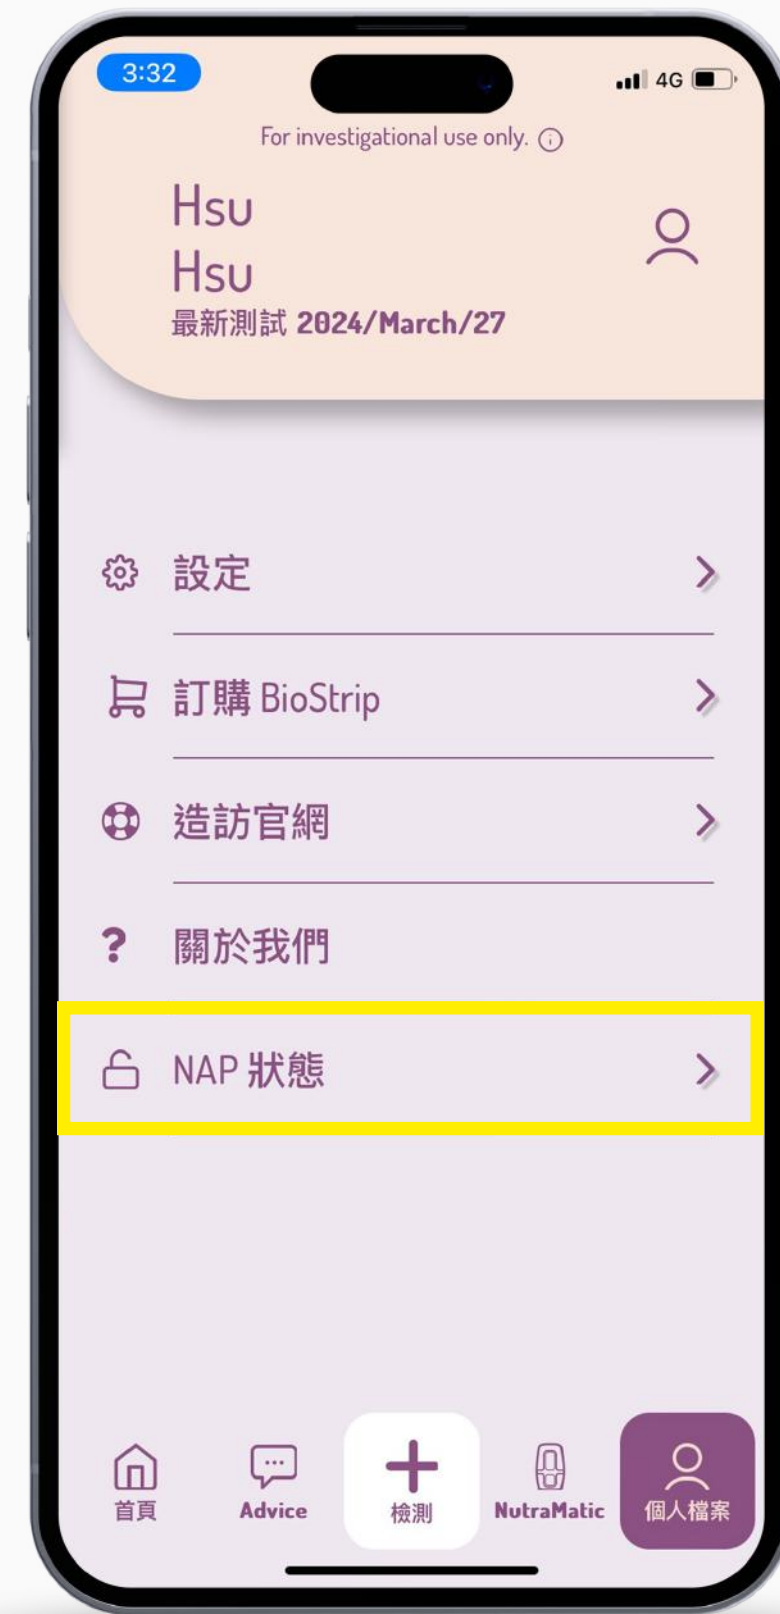 3:32
4G
For investigational use only.
Hsu
Hsu
最新測試 2024/March/27
設定
訂購 BioStrip
造訪官網
? 關於我們
NAP 狀態
首頁
Advice
檢測
NutraMatic
個人檔案